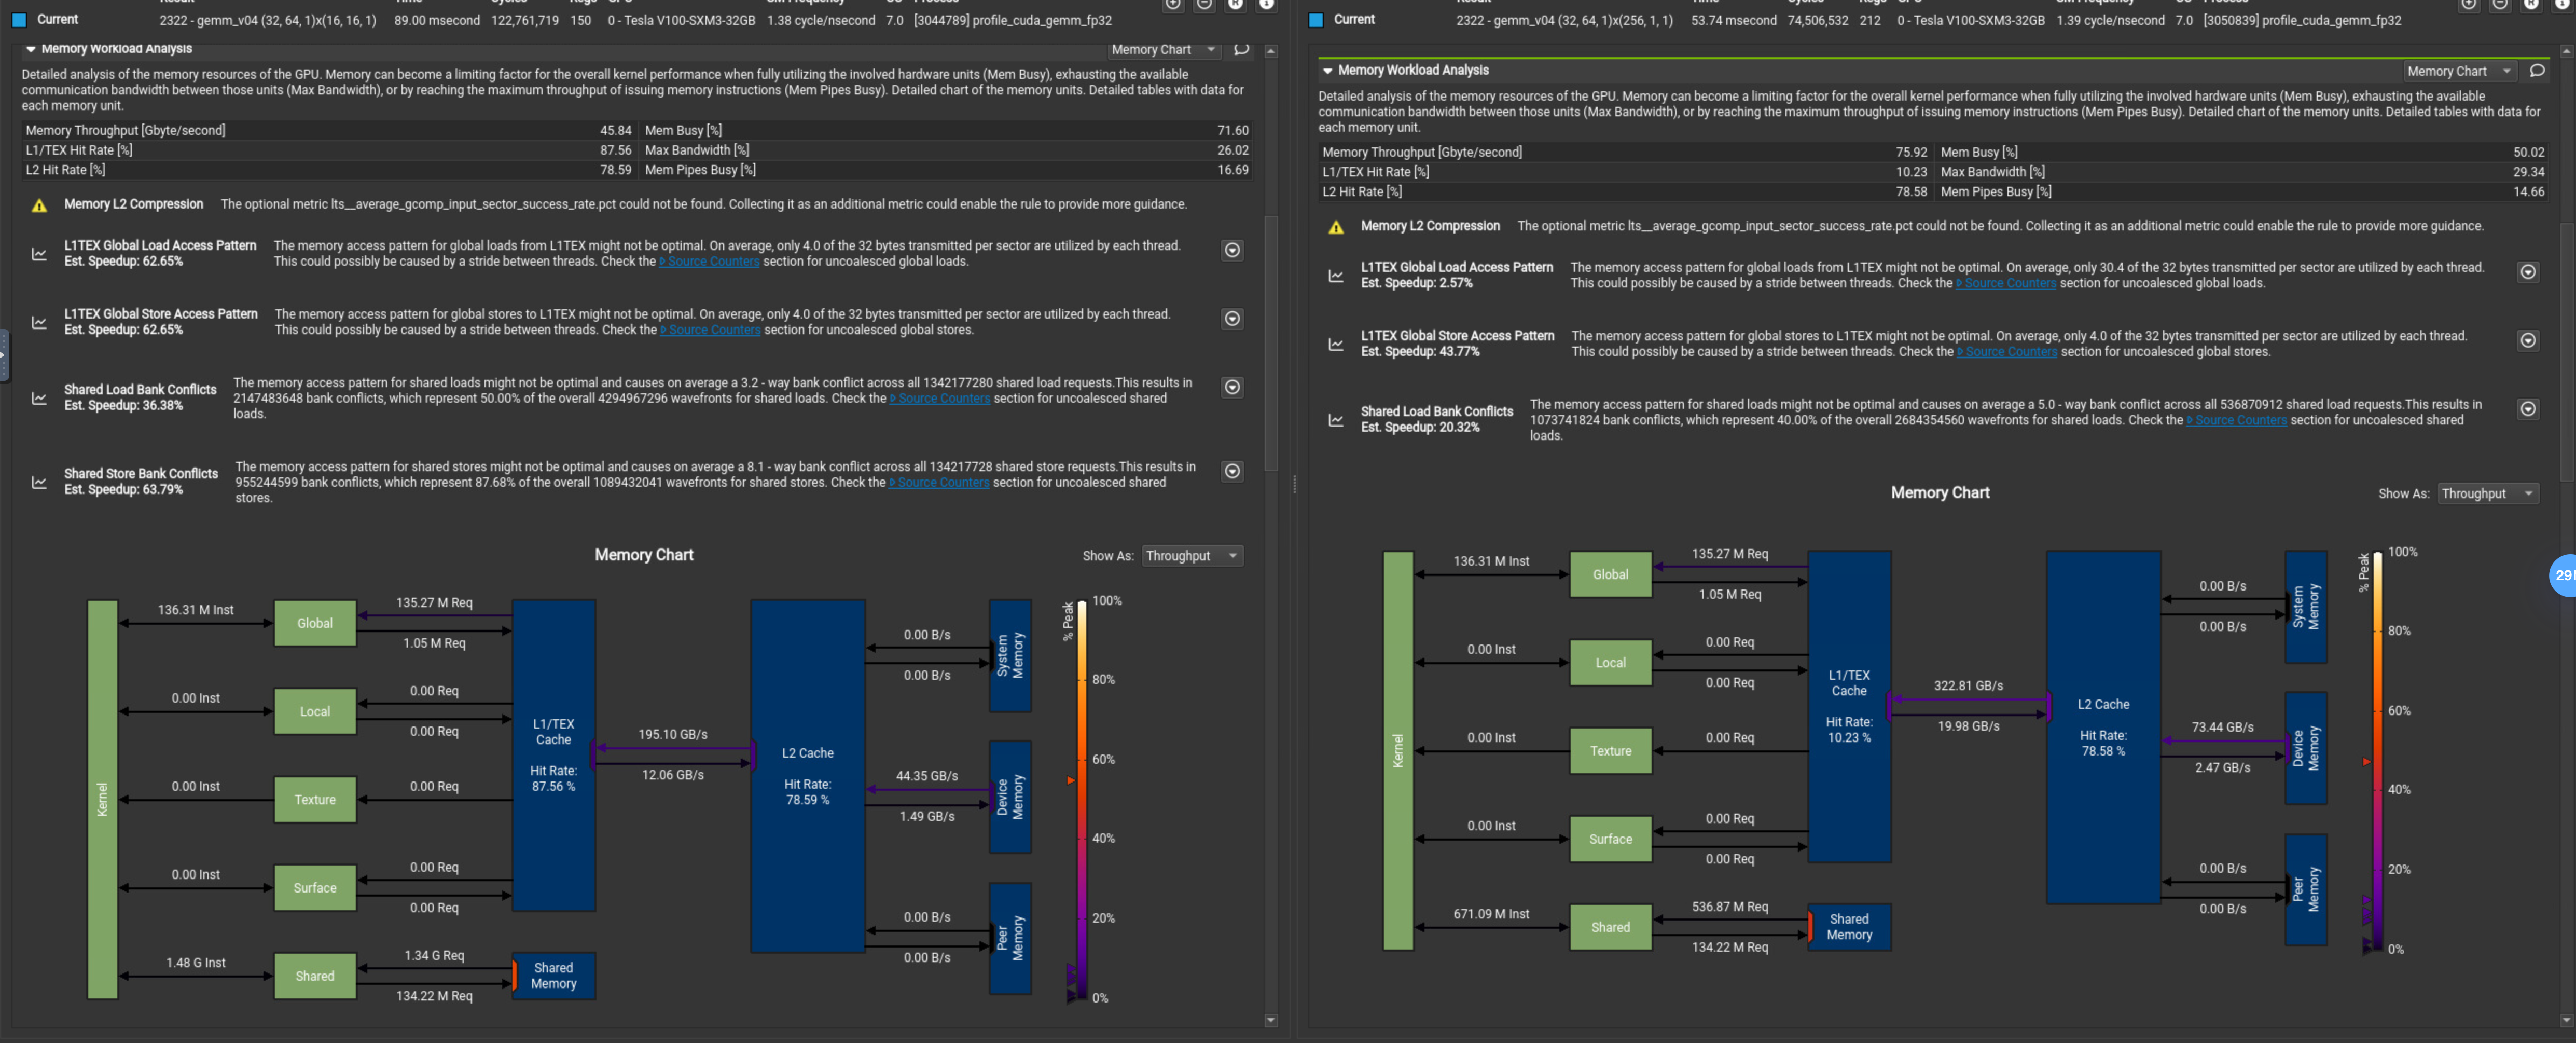 Result Time Cycles Regs GPU SM Frequency CC Process
Current 2322 - gemm_v04 (32, 64, 1)x(16, 16, 1) 89.00 msecond 122,761,719 150 0 - Tesla V100-SXM3-32GB 1.38 cycle/nsecond 7.0 [3044789] profile_cuda_gemm_fp32
Memory Workload Analysis
Memory Chart
Detailed analysis of the memory resources of the GPU. Memory can become a limiting factor for the overall kernel performance when fully utilizing the involved hardware units (Mem Busy), exhausting the available
communication bandwidth between those units (Max Bandwidth), or by reaching the maximum throughput of issuing memory instructions (Mem Pipes Busy). Detailed chart of the memory units. Detailed tables with data for
each memory unit.
Memory Throughput [Gbyte/second] 45.84 Mem Busy [%] 71.60
L1/TEX Hit Rate [%] 87.56 Max Bandwidth [%] 26.02
L2 Hit Rate [%] 78.59 Mem Pipes Busy [%] 16.69
Memory L2 Compression The optional metric lts__average_gcomp_input_sector_success_rate.pct could not be found. Collecting it as an additional metric could enable the rule to provide more guidance.
L1TEX Global Load Access Pattern
Est. Speedup: 62.65%
The memory access pattern for global loads from L1TEX might not be optimal. On average, only 4.0 of the 32 bytes transmitted per sector are utilized by each thread.
This could possibly be caused by a stride between threads. Check the Source Counters section for uncoalesced global loads.
L1TEX Global Store Access Pattern
Est. Speedup: 62.65%
The memory access pattern for global stores to L1TEX might not be optimal. On average, only 4.0 of the 32 bytes transmitted per sector are utilized by each thread.
This could possibly be caused by a stride between threads. Check the Source Counters section for uncoalesced global stores.
Shared Load Bank Conflicts
Est. Speedup: 36.38%
The memory access pattern for shared loads might not be optimal and causes on average a 3.2 - way bank conflict across all 1342177280 shared load requests.This results in
2147483648 bank conflicts, which represent 50.00% of the overall 4294967296 wavefronts for shared loads. Check the Source Counters section for uncoalesced shared
loads.
Shared Store Bank Conflicts
Est. Speedup: 63.79%
The memory access pattern for shared stores might not be optimal and causes on average a 8.1 - way bank conflict across all 134217728 shared store requests.This results in
955244599 bank conflicts, which represent 87.68% of the overall 1089432041 wavefronts for shared stores. Check the Source Counters section for uncoalesced shared
stores.
Memory Chart
Show As: Throughput
Kernel
136.31 M Inst
Global
135.27 M Req
1.05 M Req
0.00 Inst
Local
0.00 Req
0.00 Req
0.00 Inst
Texture
0.00 Req
0.00 Inst
Surface
0.00 Req
0.00 Req
1.48 G Inst
Shared
1.34 G Req
134.22 M Req
L1/TEX
Cache
Hit Rate:
87.56 %
Shared
Memory
195.10 GB/s
12.06 GB/s
L2 Cache
Hit Rate:
78.59 %
0.00 B/s
0.00 B/s
System
Memory
44.35 GB/s
1.49 GB/s
Device
Memory
0.00 B/s
0.00 B/s
Peer
Memory
% Peak
100%
80%
60%
40%
20%
0%
Result Time Cycles Regs GPU SM Frequency CC Process
Current 2322 - gemm_v04 (32, 64, 1)x(256, 1, 1) 53.74 msecond 74,506,532 212 0 - Tesla V100-SXM3-32GB 1.39 cycle/nsecond 7.0 [3050839] profile_cuda_gemm_fp32
Memory Workload Analysis
Memory Chart
Detailed analysis of the memory resources of the GPU. Memory can become a limiting factor for the overall kernel performance when fully utilizing the involved hardware units (Mem Busy), exhausting the available
communication bandwidth between those units (Max Bandwidth), or by reaching the maximum throughput of issuing memory instructions (Mem Pipes Busy). Detailed chart of the memory units. Detailed tables with data for
each memory unit.
Memory Throughput [Gbyte/second] 75.92 Mem Busy [%] 50.02
L1/TEX Hit Rate [%] 10.23 Max Bandwidth [%] 29.34
L2 Hit Rate [%] 78.58 Mem Pipes Busy [%] 14.66
Memory L2 Compression The optional metric lts__average_gcomp_input_sector_success_rate.pct could not be found. Collecting it as an additional metric could enable the rule to provide more guidance.
L1TEX Global Load Access Pattern
Est. Speedup: 2.57%
The memory access pattern for global loads from L1TEX might not be optimal. On average, only 30.4 of the 32 bytes transmitted per sector are utilized by each thread.
This could possibly be caused by a stride between threads. Check the Source Counters section for uncoalesced global loads.
L1TEX Global Store Access Pattern
Est. Speedup: 43.77%
The memory access pattern for global stores to L1TEX might not be optimal. On average, only 4.0 of the 32 bytes transmitted per sector are utilized by each thread.
This could possibly be caused by a stride between threads. Check the Source Counters section for uncoalesced global stores.
Shared Load Bank Conflicts
Est. Speedup: 20.32%
The memory access pattern for shared loads might not be optimal and causes on average a 5.0 - way bank conflict across all 536870912 shared load requests.This results in
1073741824 bank conflicts, which represent 40.00% of the overall 2684354560 wavefronts for shared loads. Check the Source Counters section for uncoalesced shared
loads.
Memory Chart
Show As: Throughput
Kernel
136.31 M Inst
Global
135.27 M Req
1.05 M Req
0.00 Inst
Local
0.00 Req
0.00 Req
0.00 Inst
Texture
0.00 Req
0.00 Inst
Surface
0.00 Req
0.00 Req
671.09 M Inst
Shared
536.87 M Req
134.22 M Req
L1/TEX
Cache
Hit Rate:
10.23 %
Shared
Memory
322.81 GB/s
19.98 GB/s
L2 Cache
Hit Rate:
78.58 %
0.00 B/s
0.00 B/s
System
Memory
73.44 GB/s
2.47 GB/s
Device
Memory
0.00 B/s
0.00 B/s
Peer
Memory
% Peak
100%
80%
60%
40%
20%
0%